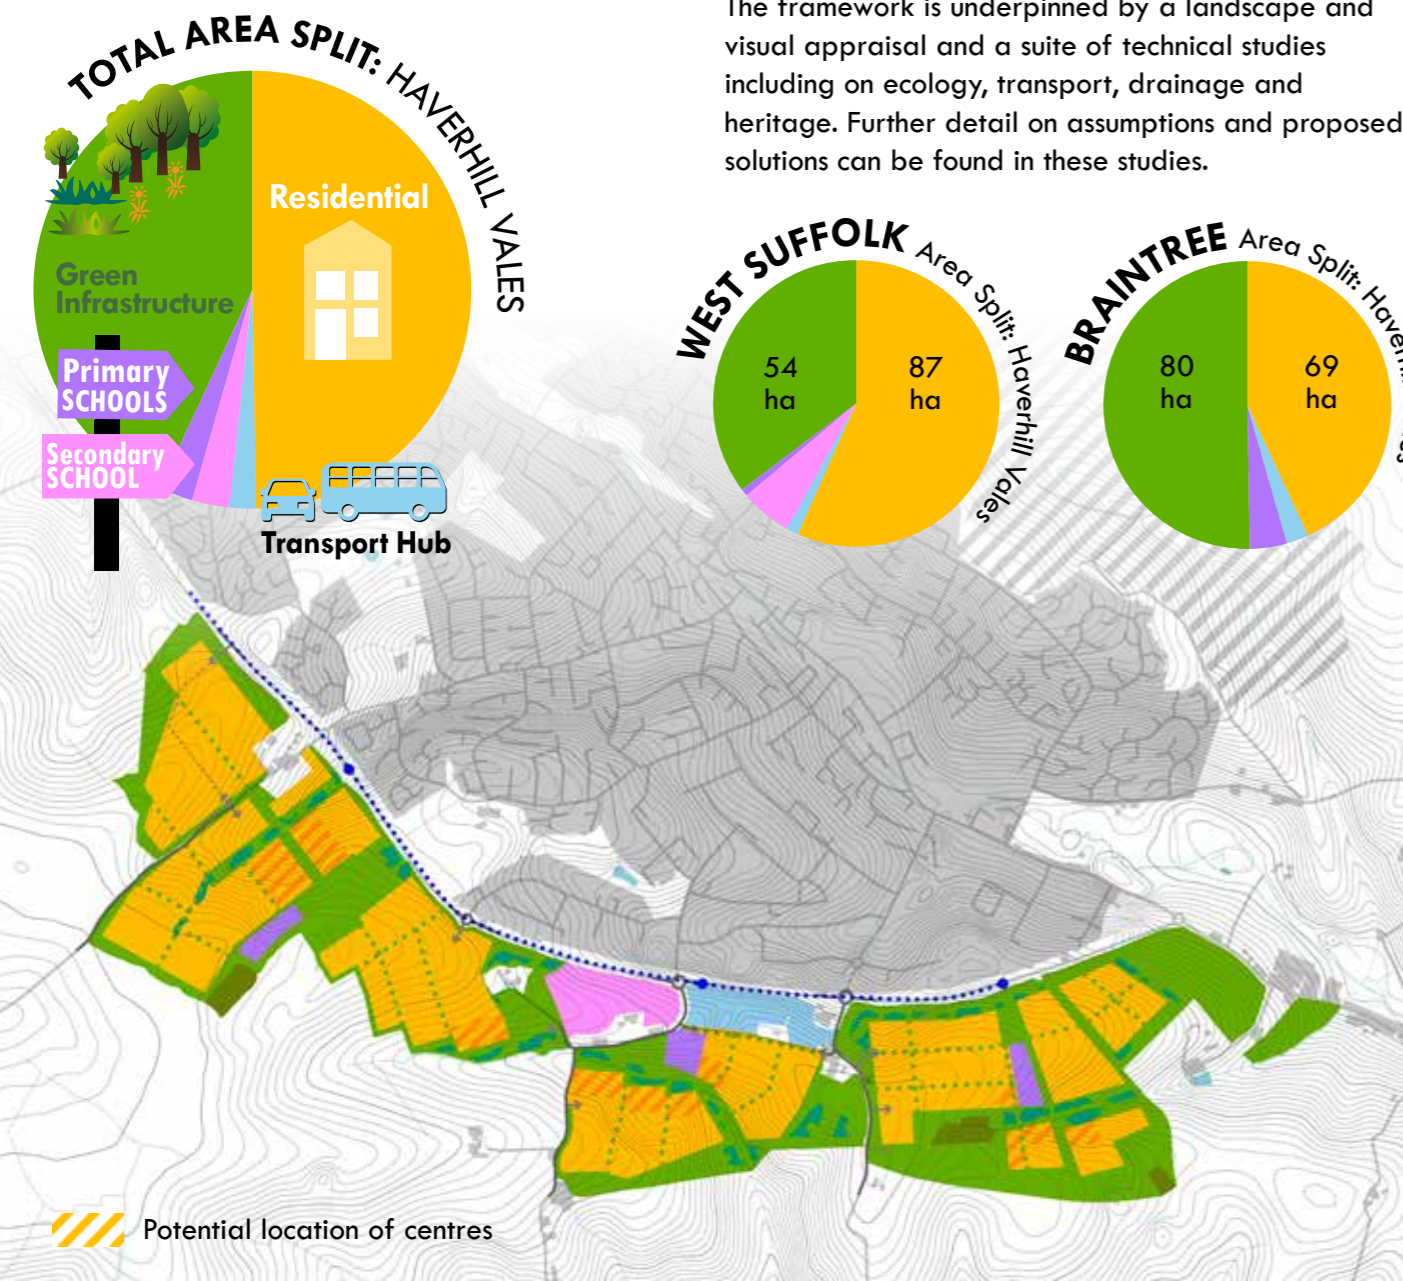 The framework is underpinned by a landscape and
visual appraisal and a suite of technical studies
including on ecology, transport, drainage and
heritage. Further detail on assumptions and proposed
solutions can be found in these studies.
TOTAL AREA SPLIT: HAVERHILL VALES
Residential
Green
Infrastructure
Primary
SCHOOLS
Secondary
SCHOOL
Transport Hub
WEST SUFFOLK Area Split: Haverhill Vales
54
ha
87
ha
BRAINTREE Area Split:
80
ha
69
ha
Potential location of centres